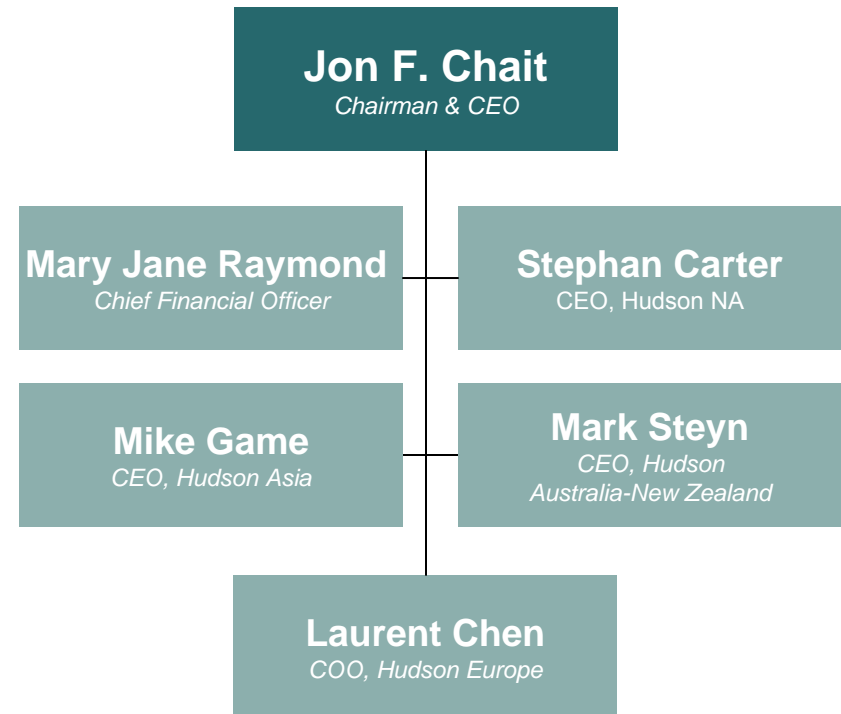 Jon F. Chait
Chairman & CEO
Mary Jane Raymond
Chief Financial Officer
Stephan Carter
CEO, Hudson NA
Mike Game
CEO, Hudson Asia
Mark Steyn
CEO, Hudson
Australia-New Zealand
Laurent Chen
COO, Hudson Europe